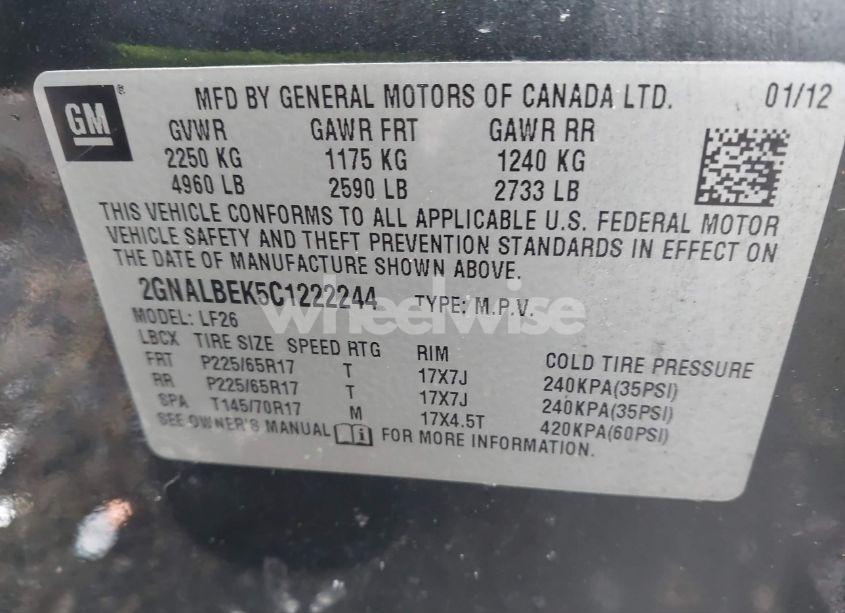 GM
MFD BY GENERAL MOTORS OF CANADA LTD. 01/12
GVWR GAWR FRT GAWR RR
2250 KG 1175 KG 1240 KG
4960 LB 2590 LB 2733 LB
THIS VEHICLE CONFORMS TO ALL APPLICABLE U.S. FEDERAL MOTOR
VEHICLE SAFETY AND THEFT PREVENTION STANDARDS IN EFFECT ON
THE DATE OF MANUFACTURE SHOWN ABOVE.
2GNALBEK5C1222244 TYPE: M.P.V.
wheelwise
MODEL: LF26
LBCX TIRE SIZE SPEED RTG RIM COLD TIRE PRESSURE
FRT P225/65R17 T 17X7J 240KPA(35PSI)
RR P225/65R17 T 17X7J 240KPA(35PSI)
SPA T145/70R17 M 17X4.5T 420KPA(60PSI)
SEE OWNER'S MANUAL FOR MORE INFORMATION.